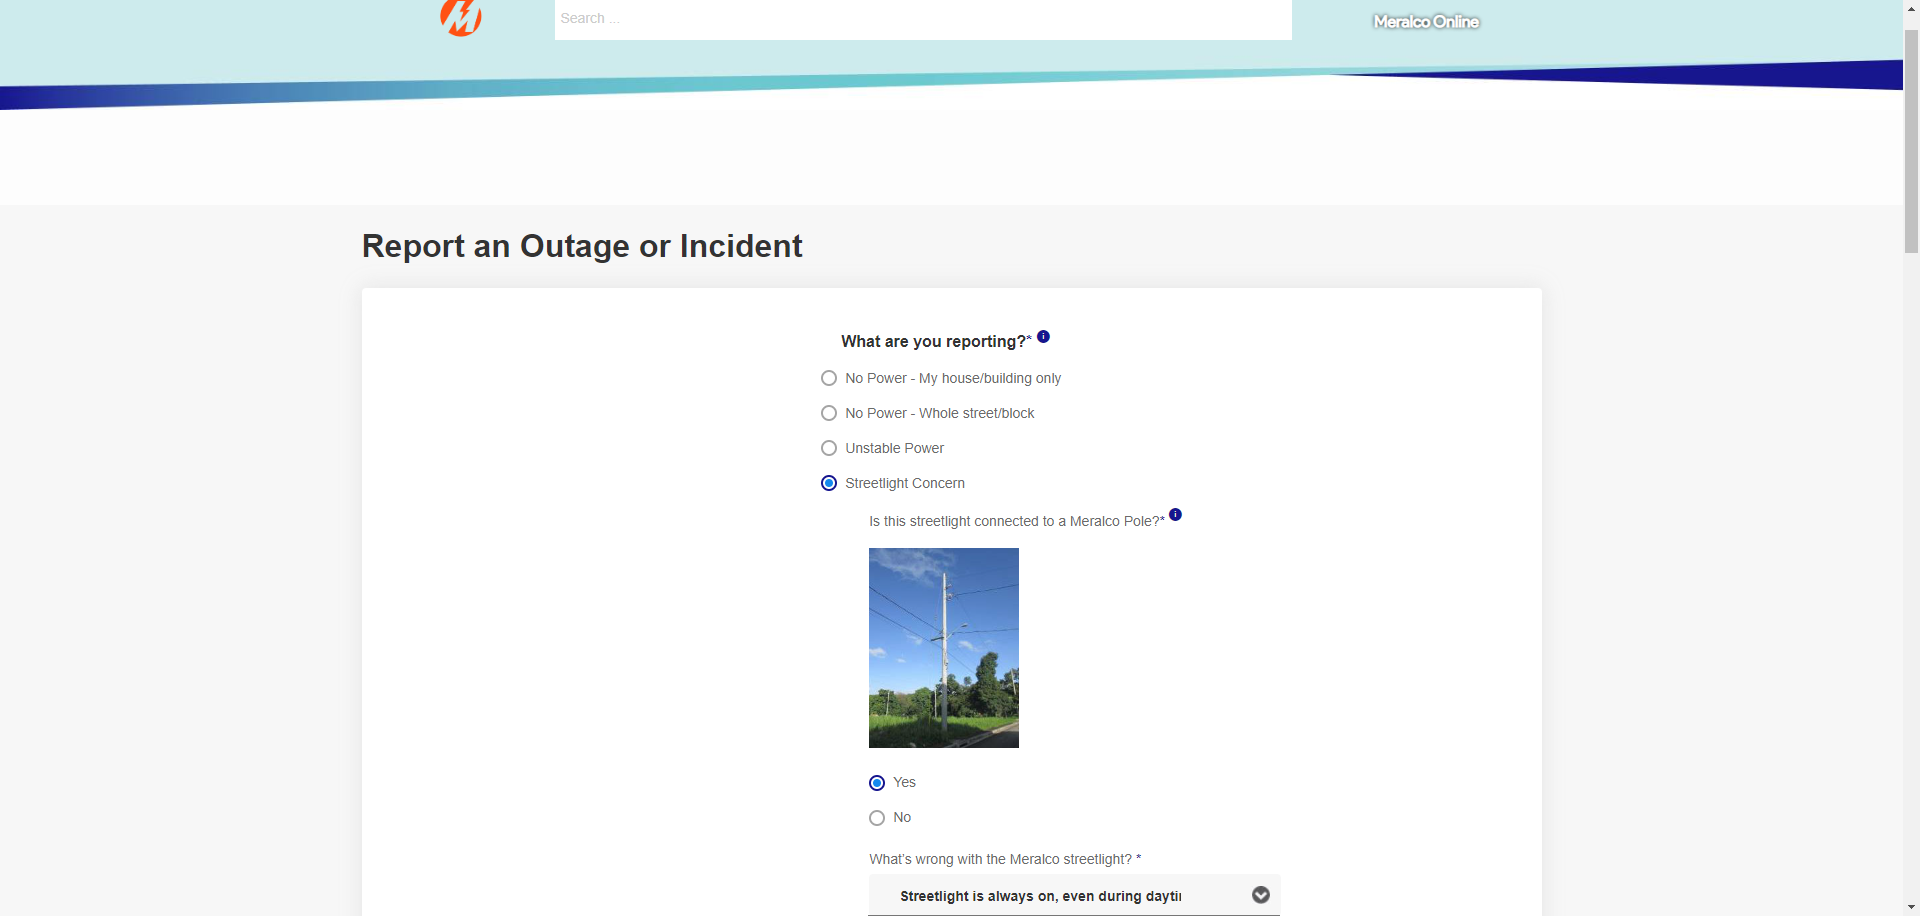 Search ...
Meralco Online
Report an Outage or Incident
What are you reporting?*
No Power - My house/building only
No Power - Whole street/block
Unstable Power
Streetlight Concern
Is this streetlight connected to a Meralco Pole?*
Yes
No
What's wrong with the Meralco streetlight? *
Streetlight is always on, even during dayti